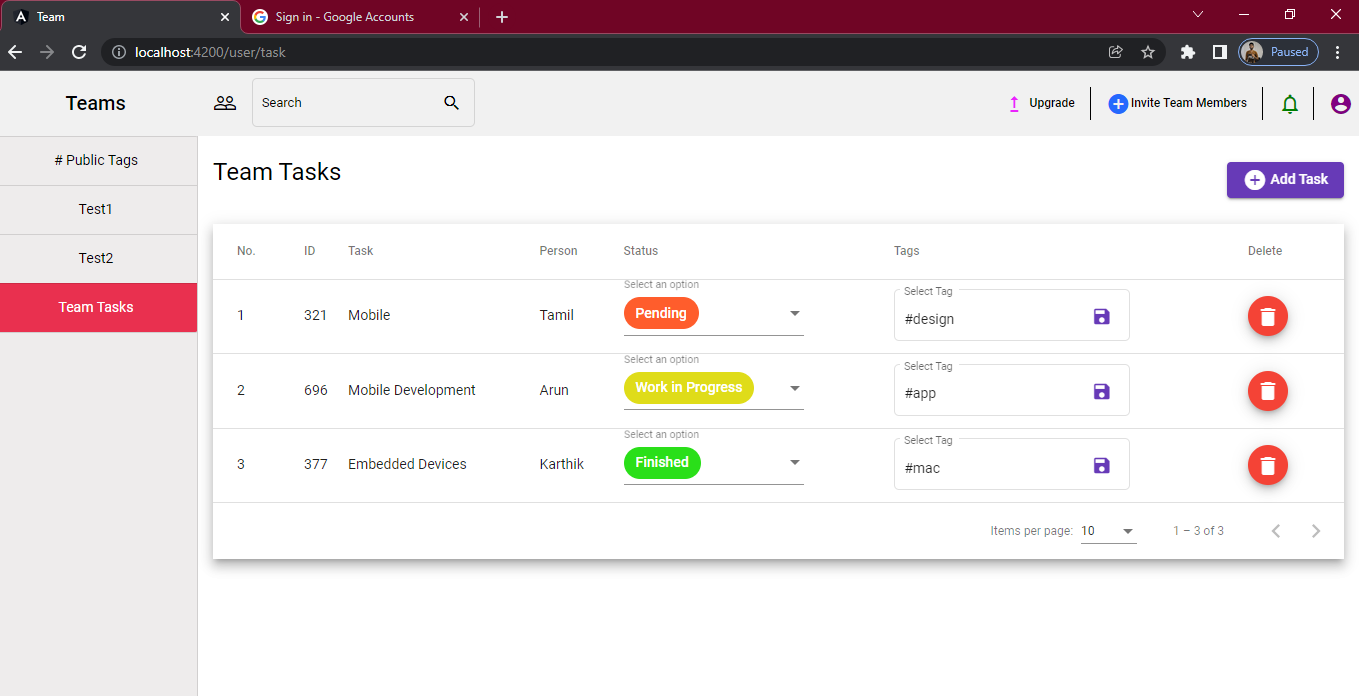 Team
Sign in - Google Accounts
localhost:4200/user/task
Paused
Teams
Search
Upgrade
Invite Team Members
# Public Tags
Test1
Test2
Team Tasks
Team Tasks
Add Task
No. ID Task Person Status Tags Delete
Select an option
Select Tag
1 321 Mobile Tamil Pending #design
Select an option
Select Tag
2 696 Mobile Development Arun Work in Progress #app
Select an option
Select Tag
3 377 Embedded Devices Karthik Finished #mac
Items per page: 10 1 – 3 of 3